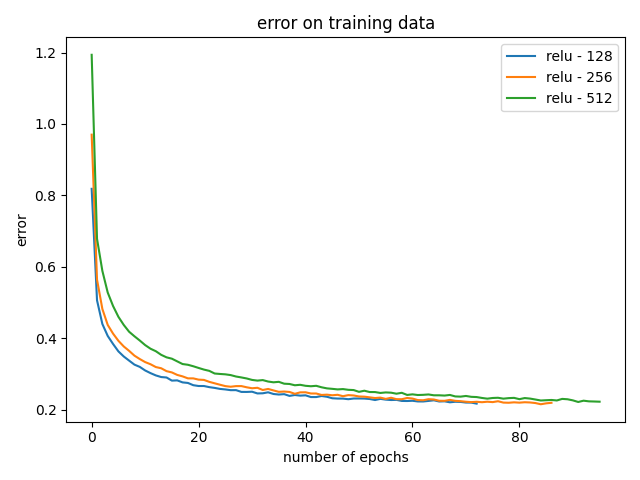 error on training data
relu - 128
relu - 256
relu - 512
error
1.2
1.0
0.8
0.6
0.4
0.2
0
20
40
60
80
number of epochs